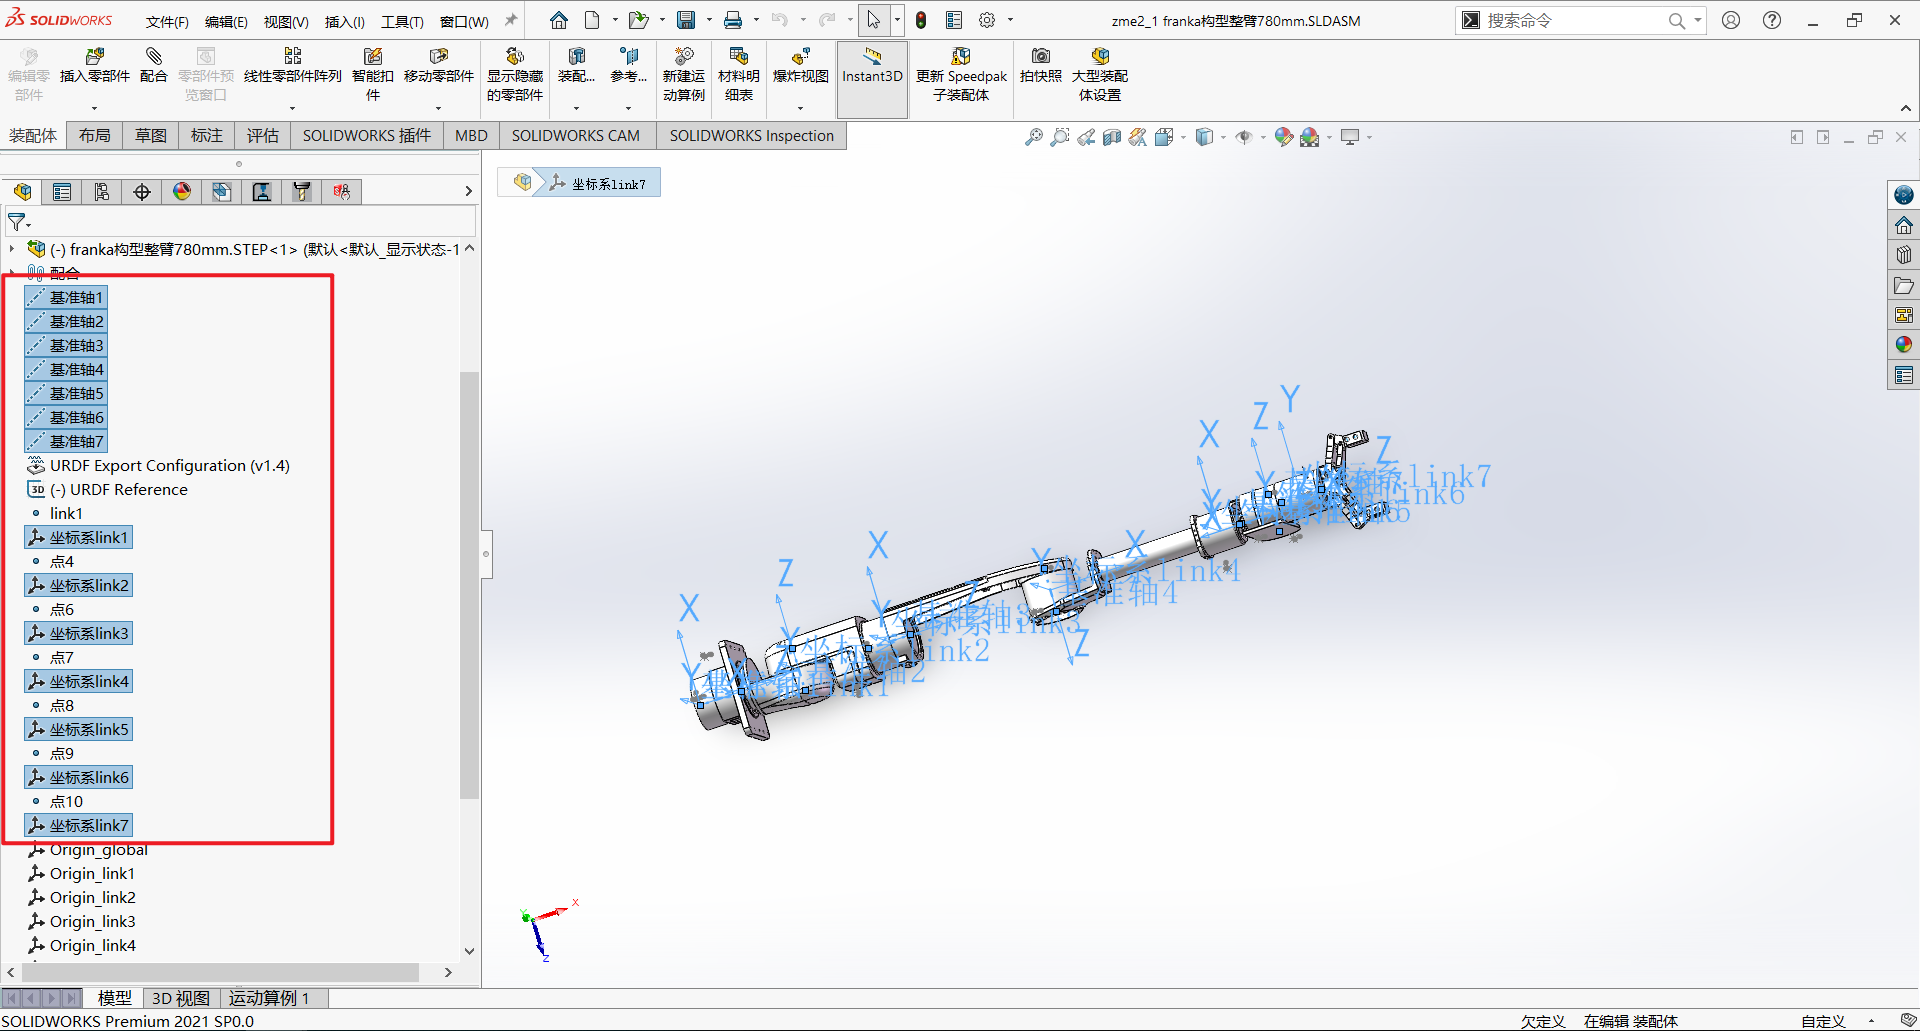 SOLIDWORKS 文件(F) 编辑(E) 视图(V) 插入(I) 工具(T) 窗口(W) zme2_1 franka构型整臂780mm.SLDASM 搜索命令
编辑零部件 插入零部件 配合 零部件预览窗口 线性零部件阵列 智能扣件 移动零部件 显示隐藏的零部件 装配... 参考... 新建运动算例 材料明细表 爆炸视图 Instant3D 更新 Speedpak 子装配体 拍快照 大型装配体设置
装配体 布局 草图 标注 评估 SOLIDWORKS 插件 MBD SOLIDWORKS CAM SOLIDWORKS Inspection
坐标系link7
(-) franka构型整臂780mm.STEP<1> (默认<默认_显示状态-1
配合
基准轴1
基准轴2
基准轴3
基准轴4
基准轴5
基准轴6
基准轴7
URDF Export Configuration (v1.4)
3D (-) URDF Reference
link1
坐标系link1
点4
坐标系link2
点6
坐标系link3
点7
坐标系link4
点8
坐标系link5
点9
坐标系link6
点10
坐标系link7
Origin_global
Origin_link1
Origin_link2
Origin_link3
Origin_link4
Y
X Z
Z
link7
link6
X
X
Z
Y
link4
轴4
X
Z
link2
Z
Y
X
Y
Z
模型 3D 视图 运动算例 1
SOLIDWORKS Premium 2021 SP0.0 欠定义 在编辑 装配体 自定义